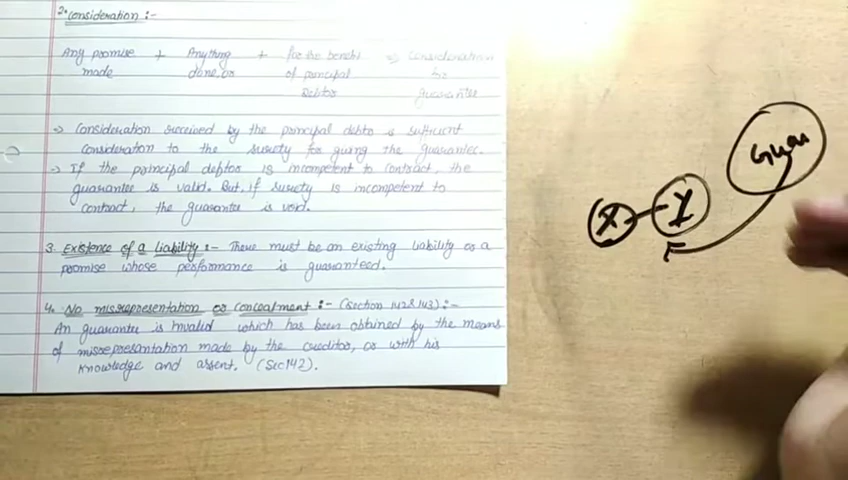 2. Consideration :-
Any promise + Anything + for the benefit => Consideration
made done, or of principal for
Debtor guarantee
-> Consideration received by the principal debto is sufficient
consideration to the surety for giving the guarantee.
-> If the principal debtor is incompetent to contract, the
guarantee is valid. But, if surety is incompetent to
contract, the guarantee is void.
3. Existence of a liability :- There must be an existing liability or a
promise whose performance is guaranteed.
4. No misrepresentation or concealment :- (Section 142 & 143) :-
An guarantee is invalid which has been obtained by the means
of misrepresantation made by the creditor, or with his
knowledge and assent. (Sec 142).
X Y